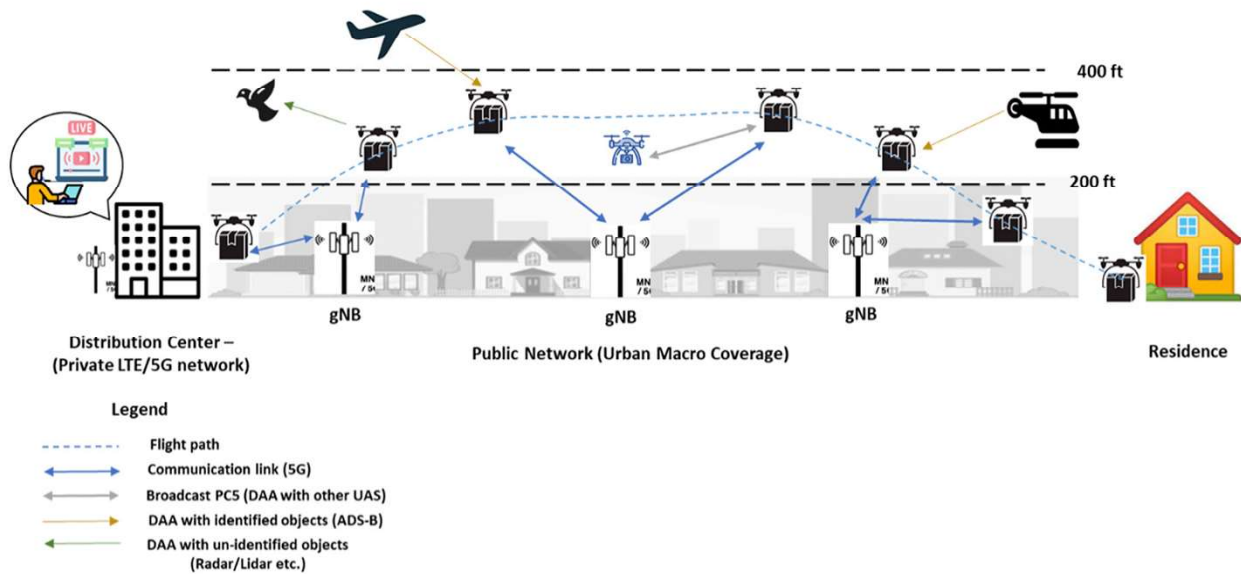 400 ft
LIVE
200 ft
MN
/ 5G
MN
/ 5G
MN
/ 5G
gNB
gNB
gNB
Distribution Center –
(Private LTE/5G network)
Public Network (Urban Macro Coverage)
Residence
Legend
Flight path
Communication link (5G)
Broadcast PC5 (DAA with other UAS)
DAA with identified objects (ADS-B)
DAA with un-identified objects
(Radar/Lidar etc.)